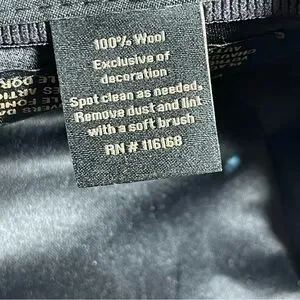 100% Wool
Exclusive of
decoration
Spot clean as needed.
Remove dust and lint
with a soft brush
RN # 116168